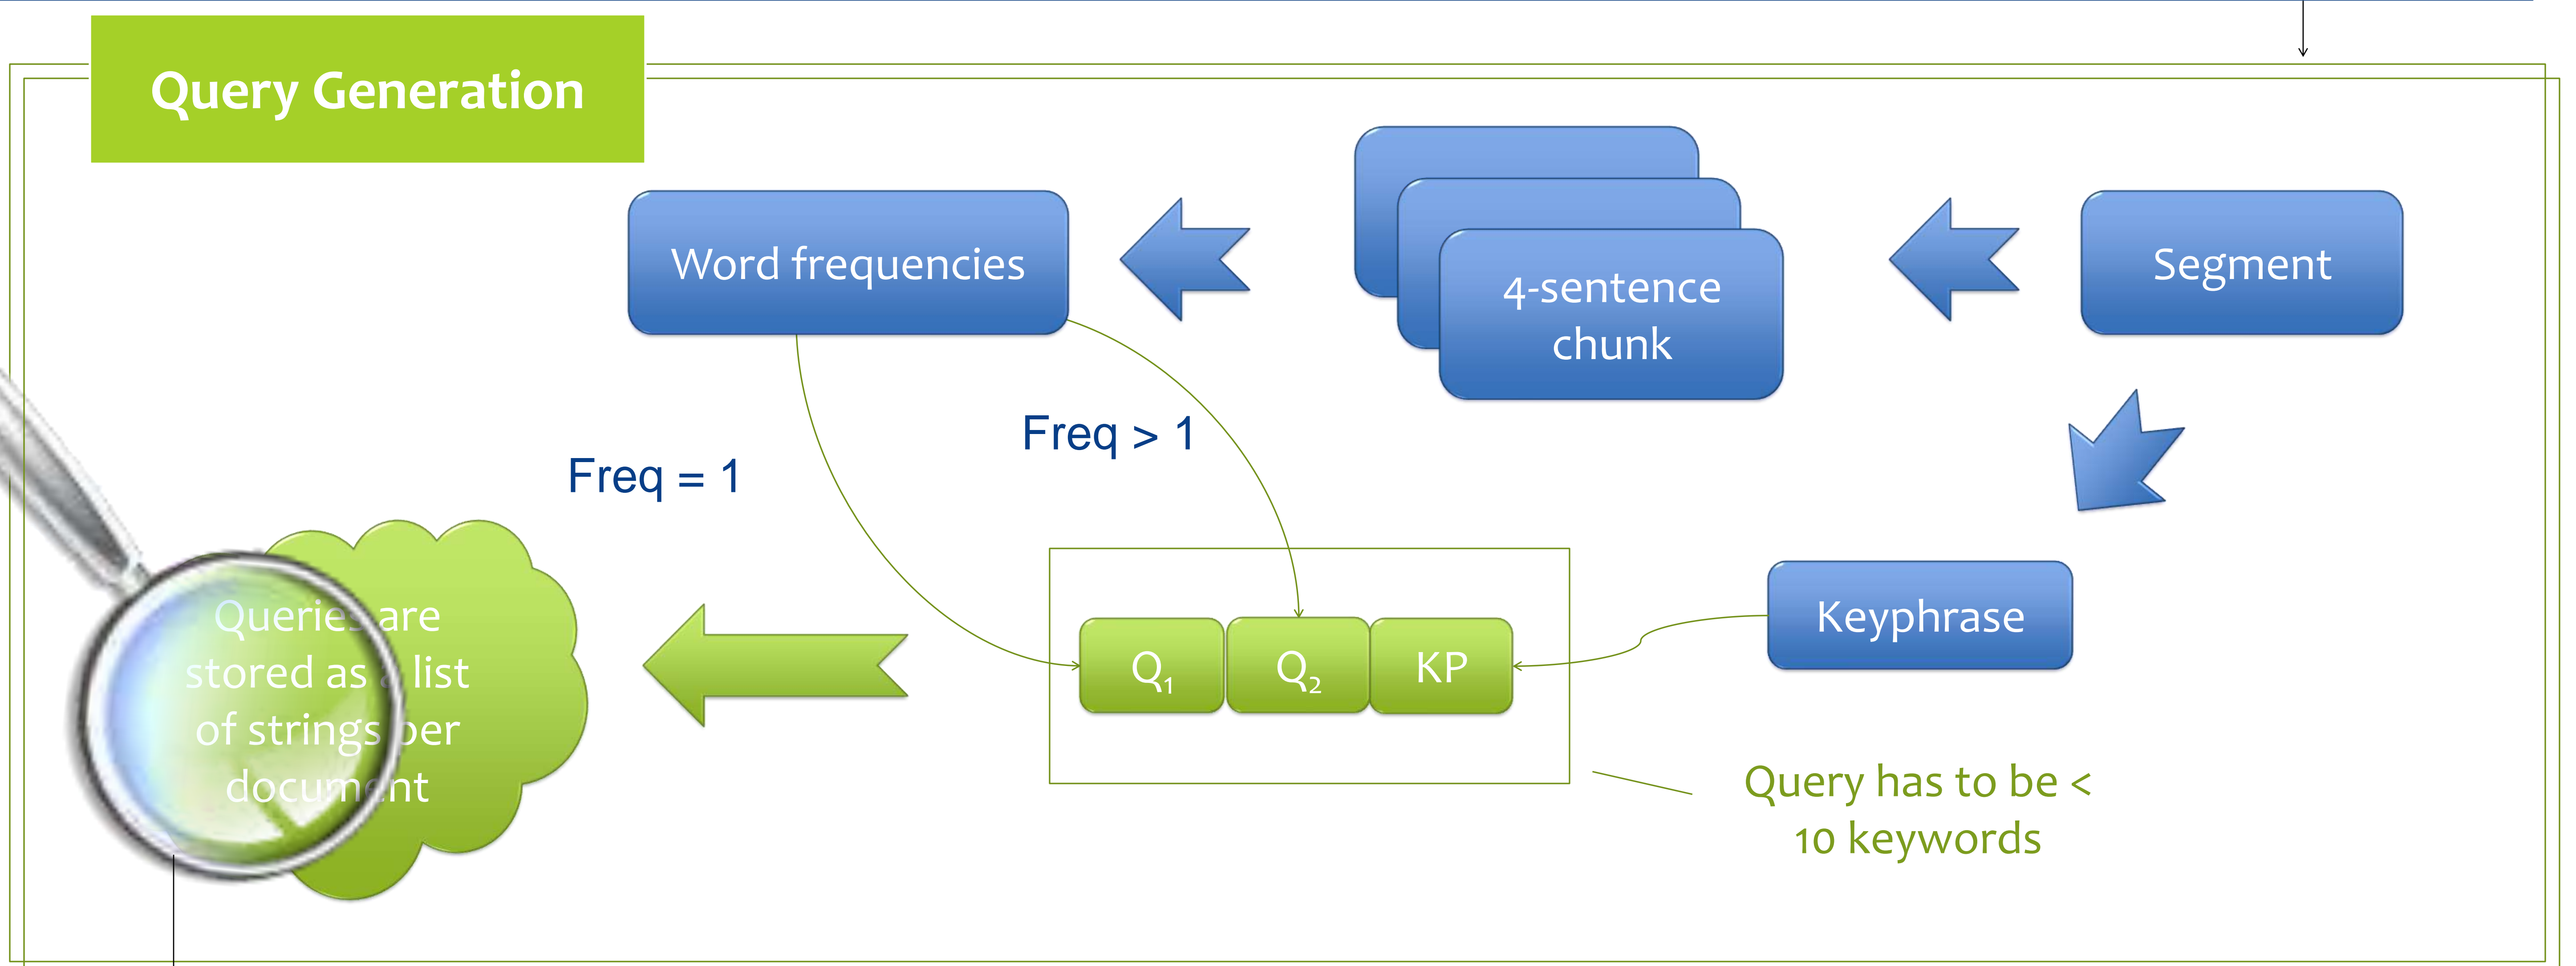 Query Generation
Word frequencies
4-sentence
chunk
Segment
Freq > 1
Freq = 1
Queries are
stored as a list
of strings per
document
Q₁
Q₂
KP
Keyphrase
Query has to be <
10 keywords